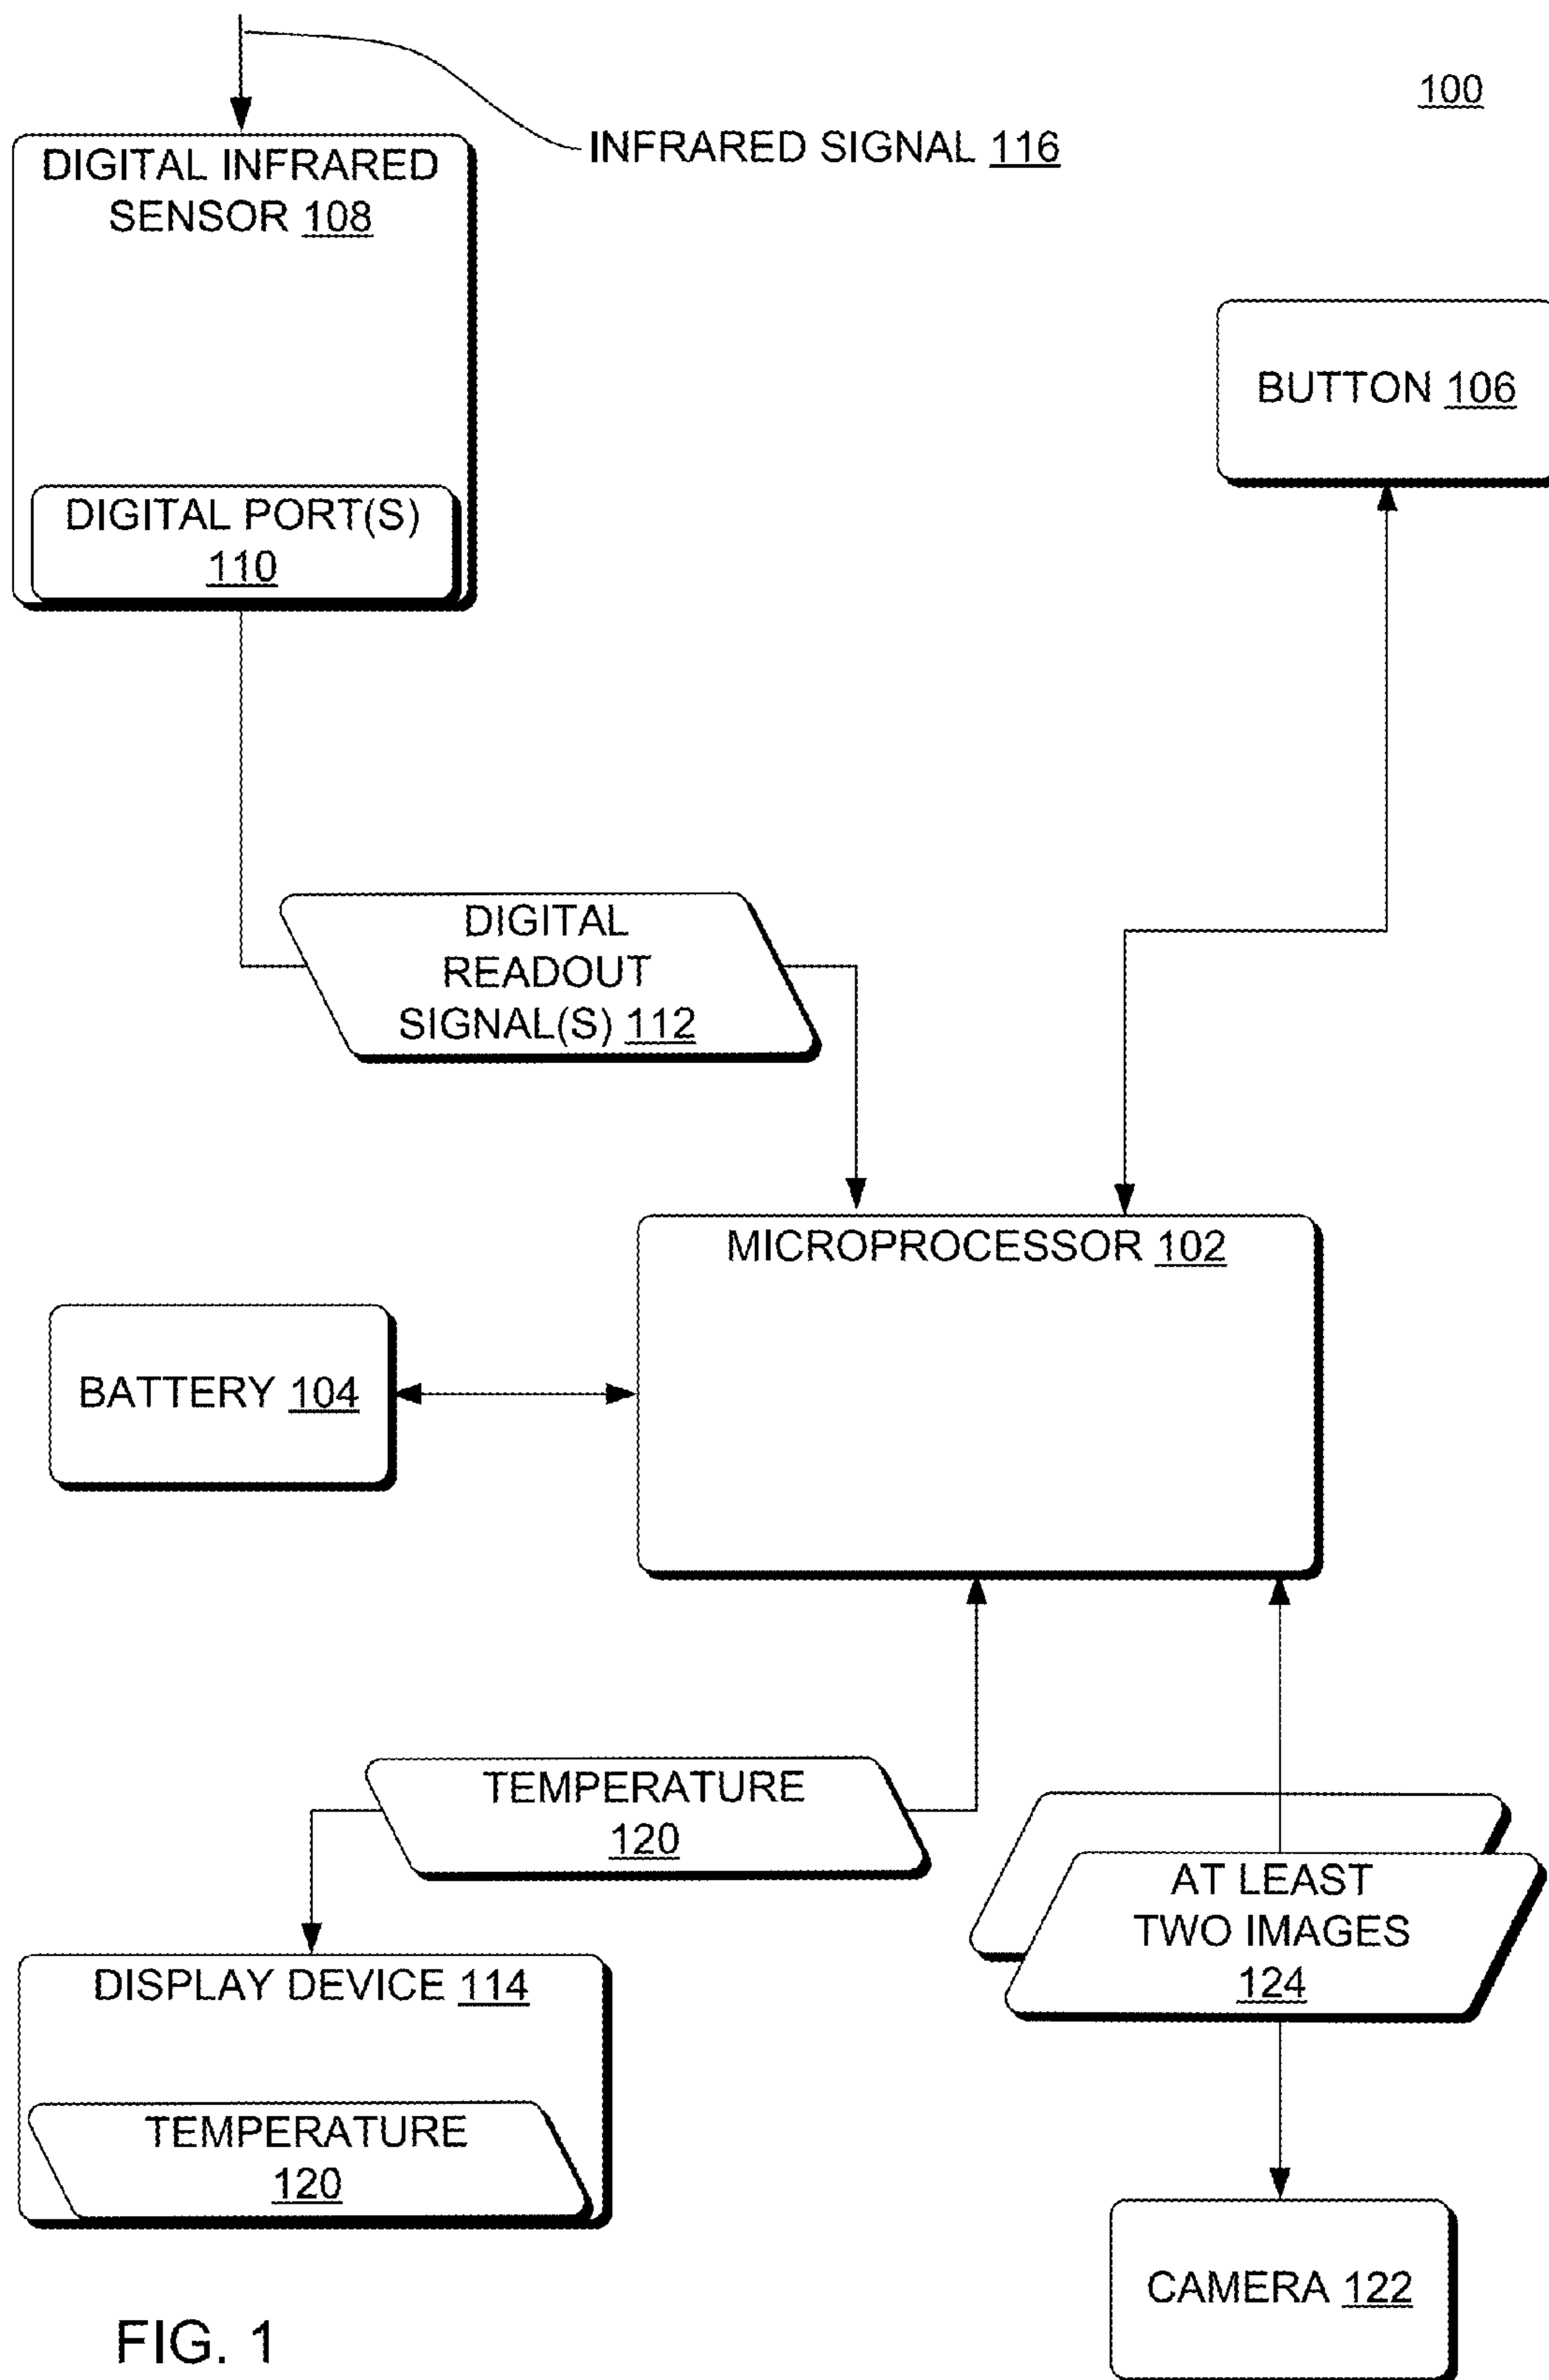 100
INFRARED SIGNAL 116
DIGITAL INFRARED
SENSOR 108
BUTTON 106
DIGITAL PORT(S)
110
DIGITAL
READOUT
SIGNAL(S) 112
MICROPROCESSOR 102
BATTERY 104
TEMPERATURE
120
AT LEAST
TWO IMAGES
124
DISPLAY DEVICE 114
TEMPERATURE
120
CAMERA 122
FIG. 1